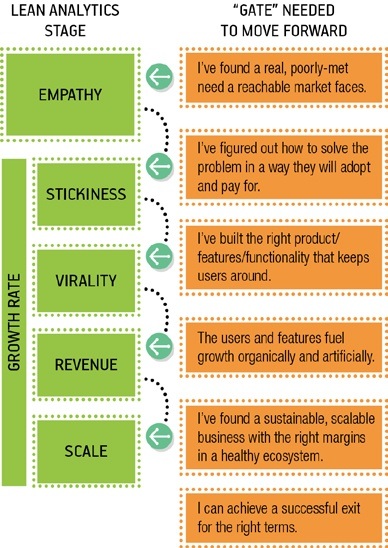 LEAN ANALYTICS
STAGE
“GATE” NEEDED
TO MOVE FORWARD
EMPATHY
I've found a real, poorly-met
need a reachable market faces.
I've figured out how to solve the
problem in a way they will adopt
and pay for.
GROWTH RATE
STICKINESS
I've built the right product/
features/functionality that keeps
users around.
VIRALITY
The users and features fuel
growth organically and artificially.
REVENUE
I've found a sustainable, scalable
business with the right margins
in a healthy ecosystem.
SCALE
I can achieve a successful exit
for the right terms.